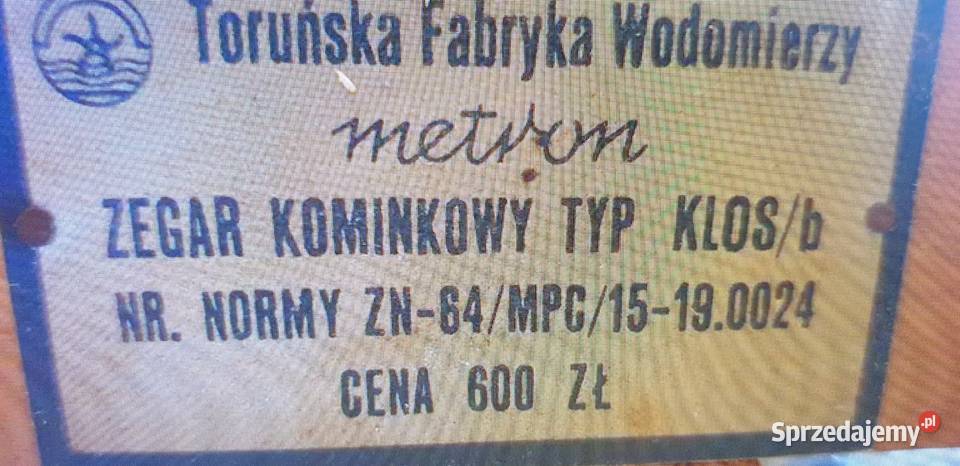 Toruńska Fabryka Wodomierzy
metron
ZEGAR KOMINKOWY TYP KLOS/b
NR. NORMY ZN-64/MPC/15-19.0024
CENA 600 ZŁ
Sprzedajemy.pl